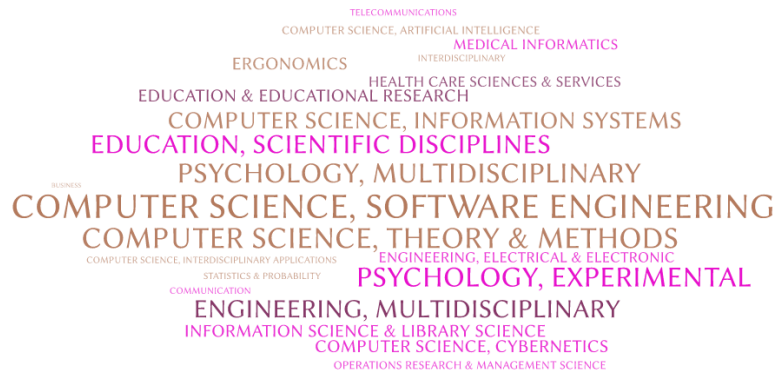 TELECOMMUNICATIONS
COMPUTER SCIENCE, ARTIFICIAL INTELLIGENCE
MEDICAL INFORMATICS
INTERDISCIPLINARY
ERGONOMICS
HEALTH CARE SCIENCES & SERVICES
EDUCATION & EDUCATIONAL RESEARCH
COMPUTER SCIENCE, INFORMATION SYSTEMS
EDUCATION, SCIENTIFIC DISCIPLINES
PSYCHOLOGY, MULTIDISCIPLINARY
BUSINESS
COMPUTER SCIENCE, SOFTWARE ENGINEERING
COMPUTER SCIENCE, THEORY & METHODS
COMPUTER SCIENCE, INTERDISCIPLINARY APPLICATIONS
ENGINEERING, ELECTRICAL & ELECTRONIC
STATISTICS & PROBABILITY
PSYCHOLOGY, EXPERIMENTAL
COMMUNICATION
ENGINEERING, MULTIDISCIPLINARY
INFORMATION SCIENCE & LIBRARY SCIENCE
COMPUTER SCIENCE, CYBERNETICS
OPERATIONS RESEARCH & MANAGEMENT SCIENCE